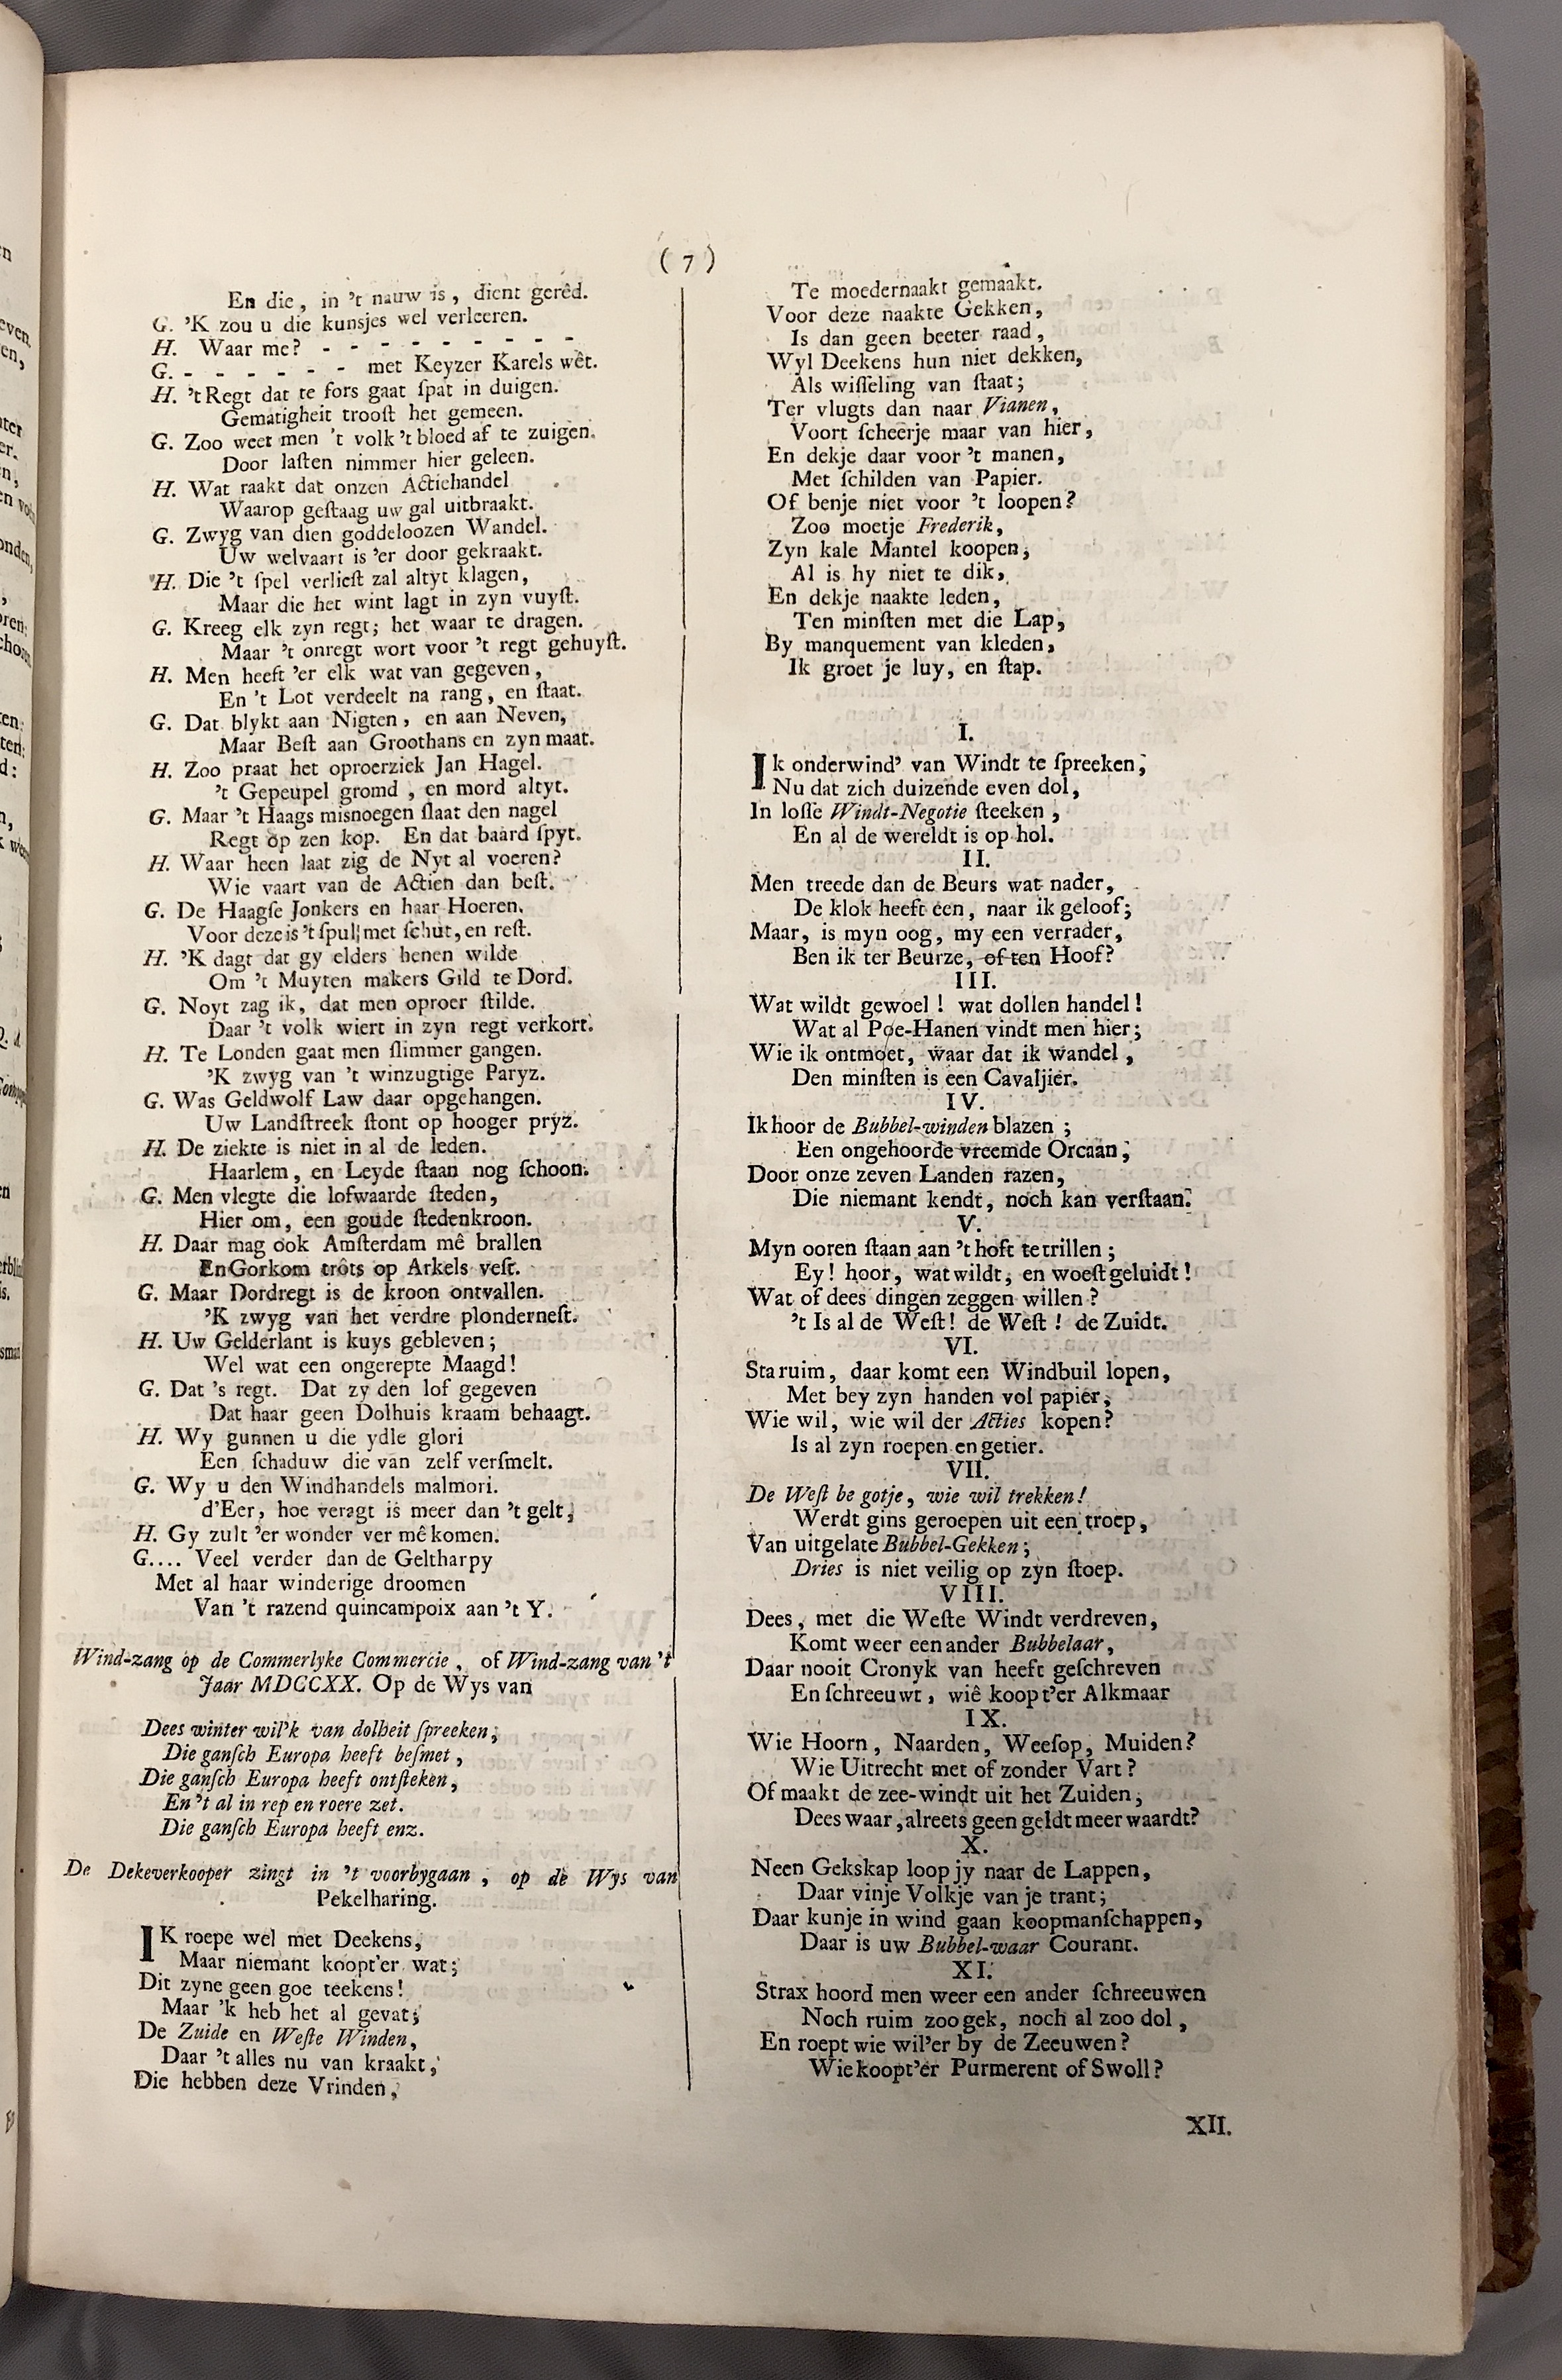 ( 7 )
En die, in 't nauw is, dient gerêd.
G. 'K zou u die kunsjes wel verleeren.
H. Waar me? - - - - - - - - -
G. - - - - - - met Keyzer Karels wêt.
H. 't Regt dat te fors gaat ſpat in duigen.
Gematigheit trooſt het gemeen.
G. Zoo weet men 't volk 't bloed af te zuigen.
Door laſten nimmer hier geleen.
H. Wat raakt dat onzen Actiehandel
Waarop geſtaag uw gal uitbraakt.
G. Zwyg van dien goddeloozen Wandel.
Uw welvaart is 'er door gekraakt.
H. Die 't ſpel verlieſt zal altyt klagen,
Maar die het wint lagt in zyn vuyſt.
G. Kreeg elk zyn regt; het waar te dragen.
Maar 't onregt wort voor 't regt gehuyſt.
H. Men heeft 'er elk wat van gegeven,
En 't Lot verdeelt na rang, en ſtaat.
G. Dat blykt aan Nigten, en aan Neven,
Maar Beſt aan Groothans en zyn maat.
H. Zoo praat het oproerziek Jan Hagel.
't Gepeupel gromd, en mord altyt.
G. Maar 't Haags misnoegen ſlaat den nagel
Regt op zen kop. En dat baard ſpyt.
H. Waar heen laat zig de Nyt al voeren?
Wie vaart van de Actien dan beſt.
G. De Haagſe Jonkers en haar Hoeren.
Voor deze is 't ſpul, met ſchut, en reſt.
H. 'K dagt dat gy elders henen wilde
Om 't Muyten makers Gild te Dord.
G. Noyt zag ik, dat men oproer ſtilde.
Daar 't volk wiert in zyn regt verkort.
H. Te Londen gaat men ſlimmer gangen.
'K zwyg van 't winzugtige Paryz.
G. Was Geldwolf Law daar opgehangen.
Uw Landſtreek ſtont op hooger pryz.
H. De ziekte is niet in al de leden.
Haarlem, en Leyde ſtaan nog ſchoon.
G. Men vlegte die lofwaarde ſteden,
Hier om, een goude ſtedenkroon.
H. Daar mag ook Amſterdam mê brallen
En Gorkom trôts op Arkels veſt.
G. Maar Dordregt is de kroon ontvallen.
'K zwyg van het verdre plonderneſt.
H. Uw Gelderlant is kuys gebleven;
Wel wat een ongerepte Maagd!
G. Dat 's regt. Dat zy den lof gegeven
Dat haar geen Dolhuis kraam behaagt.
H. Wy gunnen u die ydle glori
Een ſchaduw die van zelf verſmelt.
G. Wy u den Windhandels malmori.
d'Eer, hoe veragt is meer dan 't gelt,
H. Gy zult 'er wonder ver mê komen.
G.... Veel verder dan de Geltharpy
Met al haar winderige droomen
Van 't razend quincampoix aan 't Y.
Wind-zang op de Commerlyke Commercie, of Wind-zang van 't
Jaar MDCCXX. Op de Wys van
Dees winter wil'k van dolheit ſpreeken,
Die ganſch Europa heeft beſmet,
Die ganſch Europa heeft ontſteken,
En 't al in rep en roere zet.
Die ganſch Europa heeft enz.
De Dekeverkooper zingt in 't voorbygaan, op de Wys van
Pekelharing.
IK roepe wel met Deekens,
Maar niemant koopt'er wat;
Dit zyne geen goe teekens!
Maar 'k heb het al gevat;
De Zuide en Weſte Winden,
Daar 't alles nu van kraakt,
Die hebben deze Vrinden,
Te moedernaakt gemaakt.
Voor deze naakte Gekken,
Is dan geen beeter raad,
Wyl Deekens hun niet dekken,
Als wiſſeling van ſtaat;
Ter vlugts dan naar Vianen,
Voort ſcheerje maar van hier,
En dekje daar voor 't manen,
Met ſchilden van Papier.
Of benje niet voor 't loopen?
Zoo moetje Frederik,
Zyn kale Mantel koopen,
Al is hy niet te dik,
En dekje naakte leden,
Ten minſten met die Lap,
By manquement van kleden,
Ik groet je luy, en ſtap.
I.
Ik onderwind' van Windt te ſpreeken,
Nu dat zich duizende even dol,
In loſſe Windt-Negotie ſteeken,
En al de wereldt is op hol.
II.
Men treede dan de Beurs wat nader,
De klok heeft een, naar ik geloof;
Maar, is myn oog, my een verrader,
Ben ik ter Beurze, of ten Hoof?
III.
Wat wildt gewoel! wat dollen handel!
Wat al Poe-Hanen vindt men hier;
Wie ik ontmoet, waar dat ik wandel,
Den minſten is een Cavaljier.
IV.
Ik hoor de Bubbel-winden blazen;
Een ongehoorde vreemde Orcaan,
Door onze zeven Landen razen,
Die niemant kendt, noch kan verſtaan.
V.
Myn ooren ſtaan aan 't hoft te trillen;
Ey! hoor, wat wildt, en woeſt geluidt!
Wat of dees dingen zeggen willen?
't Is al de Weſt! de Weſt! de Zuidt.
VI.
Sta ruim, daar komt een Windbuil lopen,
Met bey zyn handen vol papier,
Wie wil, wie wil der Acties kopen?
Is al zyn roepen en getier.
VII.
De Weſt be gotje, wie wil trekken!
Werdt gins geroepen uit een troep,
Van uitgelate Bubbel-Gekken;
Dries is niet veilig op zyn ſtoep.
VIII.
Dees, met die Weſte Windt verdreven,
Komt weer een ander Bubbelaar,
Daar nooit Cronyk van heeft geſchreven
En ſchreeuwt, wiê koopt'er Alkmaar
IX.
Wie Hoorn, Naarden, Weeſop, Muiden?
Wie Uitrecht met of zonder Vart?
Of maakt de zee-windt uit het Zuiden,
Dees waar, alreets geen geldt meer waardt?
X.
Neen Gekskap loop jy naar de Lappen,
Daar vinje Volkje van je trant;
Daar kunje in wind gaan koopmanſchappen,
Daar is uw Bubbel-waar Courant.
XI.
Strax hoord men weer een ander ſchreeuwen
Noch ruim zoo gek, noch al zoo dol,
En roept wie wil'er by de Zeeuwen?
Wie koopt'er Purmerent of Swoll?
XII.